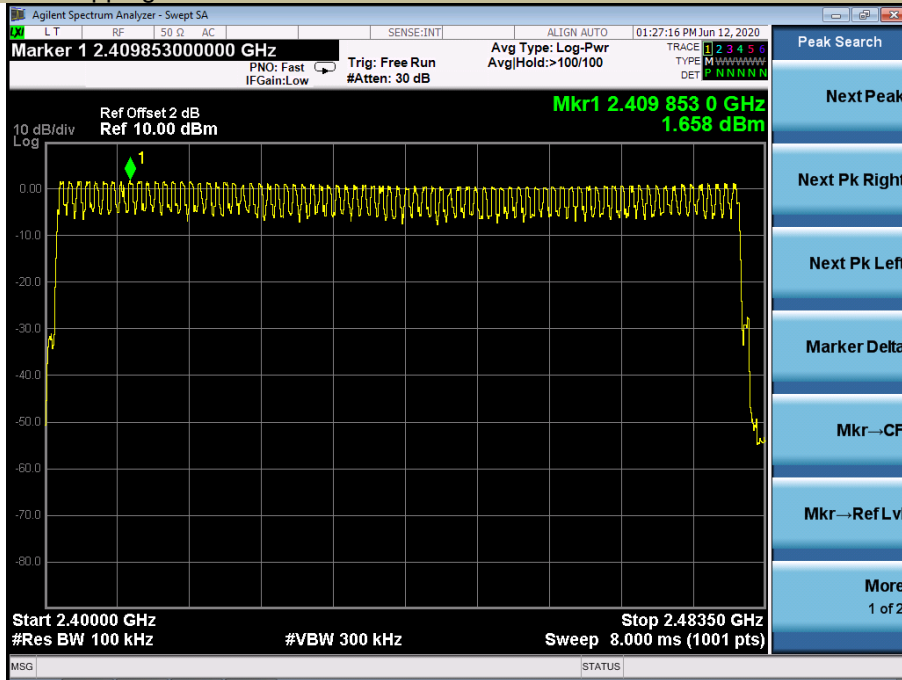 Agilent Spectrum Analyzer - Swept SA
LXI L T RF 50 Ω AC SENSE:INT ALIGN AUTO 01:27:16 PM Jun 12, 2020
Marker 1 2.409853000000 GHz
PNO: Fast
IFGain:Low
Trig: Free Run
#Atten: 30 dB
Avg Type: Log-Pwr
Avg|Hold:>100/100
TRACE 1 2 3 4 5 6
TYPE M WWWWW
DET P N N N N N
Peak Search
Mkr1 2.409 853 0 GHz
1.658 dBm
Ref Offset 2 dB
10 dB/div Ref 10.00 dBm
Log
1
0.00
-10.0
-20.0
-30.0
-40.0
-50.0
-60.0
-70.0
-80.0
Start 2.40000 GHz Stop 2.48350 GHz
#Res BW 100 kHz #VBW 300 kHz Sweep 8.000 ms (1001 pts)
MSG STATUS
Next Peak
Next Pk Right
Next Pk Left
Marker Delta
Mkr→CF
Mkr→Ref Lvl
More
1 of 2